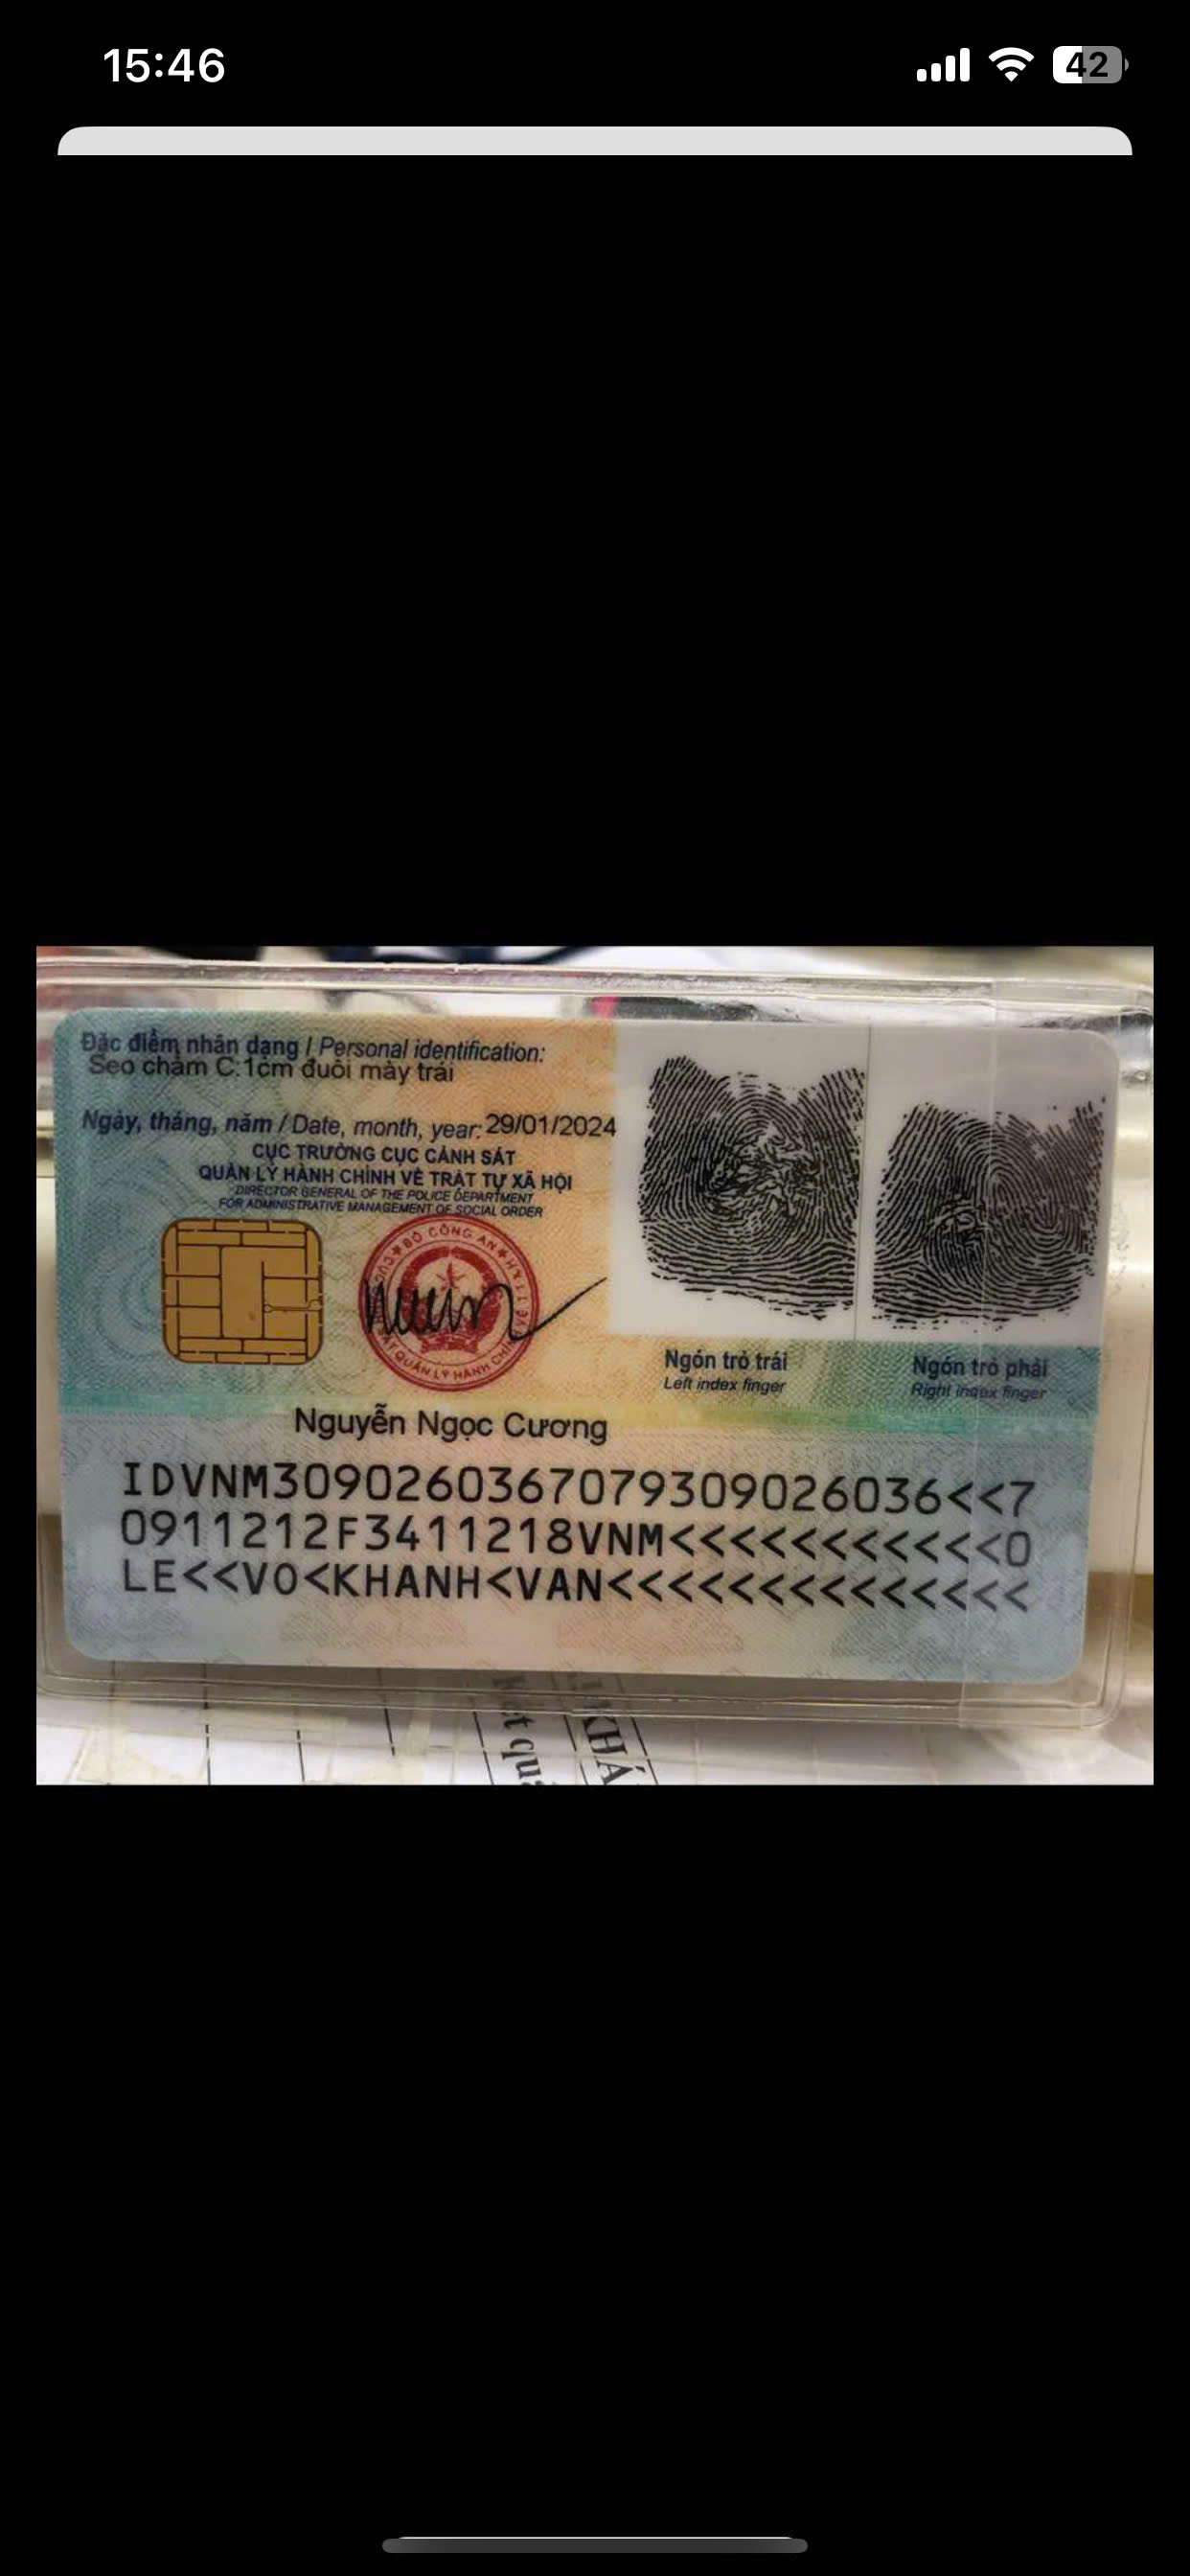 15:46
42
Đặc điểm nhân dạng / Personal identification:
Sẹo chấm C:1cm đuôi mày trái
Ngày, tháng, năm / Date, month, year: 29/01/2024
CỤC TRƯỞNG CỤC CẢNH SÁT
QUẢN LÝ HÀNH CHÍNH VỀ TRẬT TỰ XÃ HỘI
DIRECTOR GENERAL OF THE POLICE DEPARTMENT
FOR ADMINISTRATIVE MANAGEMENT OF SOCIAL ORDER
BỘ CÔNG AN
QUẢN LÝ HÀNH CHÍNH
Ngón trỏ trái
Left index finger
Ngón trỏ phải
Right index finger
Nguyễn Ngọc Cương
IDVNM3090260367079309026036<<7
0911212F3411218VNM<<<<<<<<<<<0
LE<<VO<KHANH<VAN<<<<<<<<<<<<<<